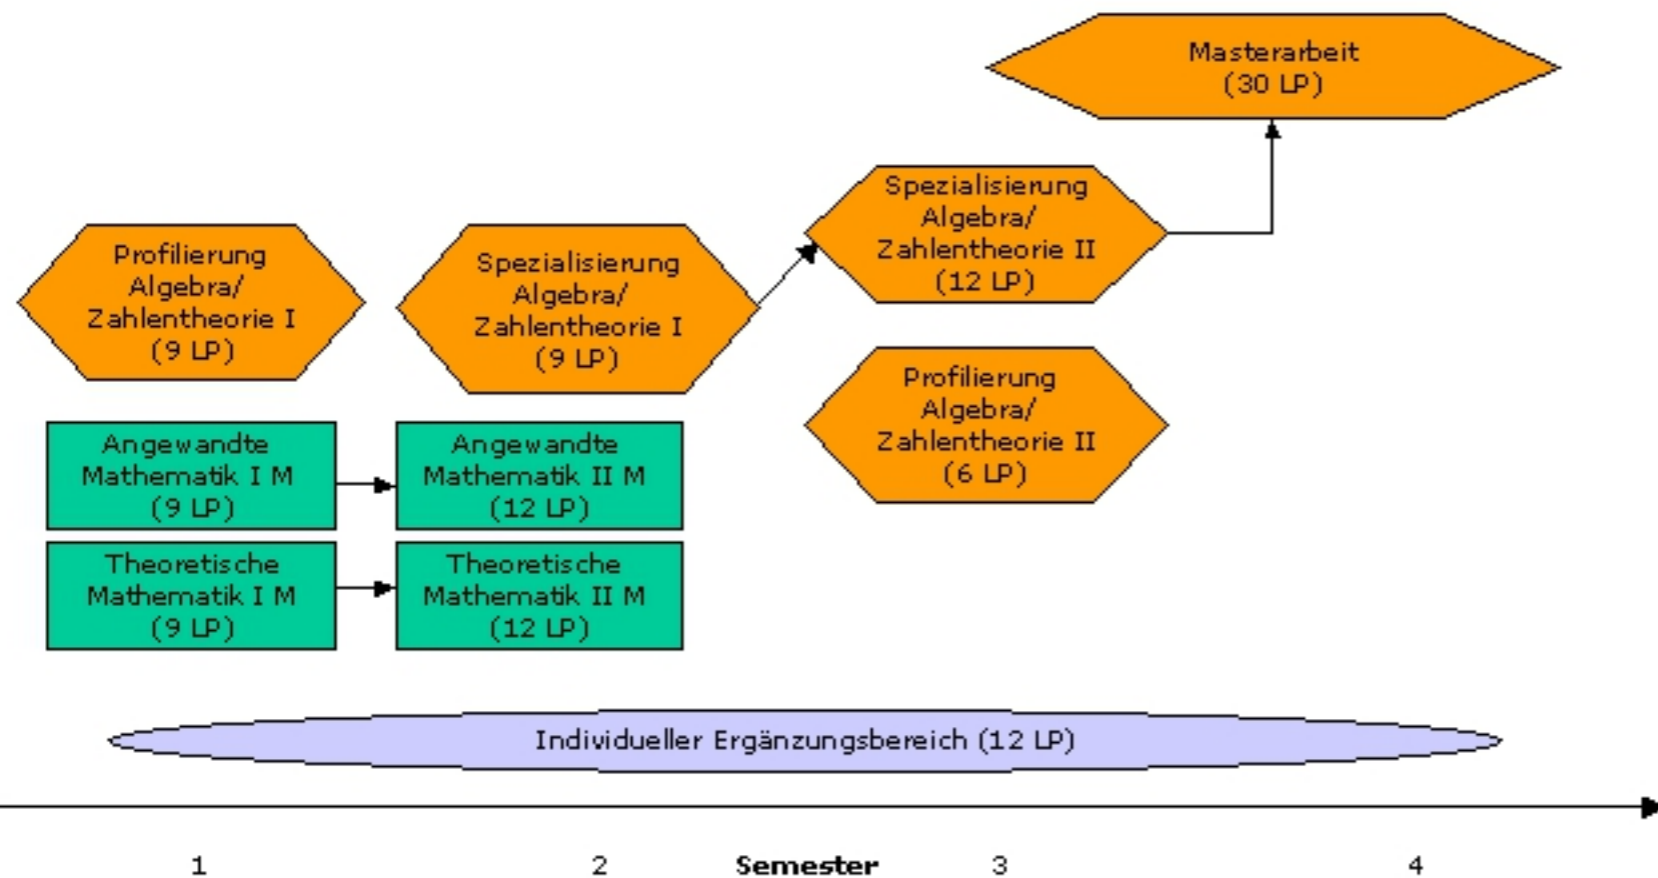 Masterarbeit
(30 LP)
Spezialisierung
Algebra/
Zahlentheorie II
(12 LP)
Profilierung
Algebra/
Zahlentheorie I
(9 LP)
Spezialisierung
Algebra/
Zahlentheorie I
(9 LP)
Profilierung
Algebra/
Zahlentheorie II
(6 LP)
Angewandte
Mathematik I M
(9 LP)
Angewandte
Mathematik II M
(12 LP)
Theoretische
Mathematik I M
(9 LP)
Theoretische
Mathematik II M
(12 LP)
Individueller Ergänzungsbereich (12 LP)
1 2 Semester 3 4